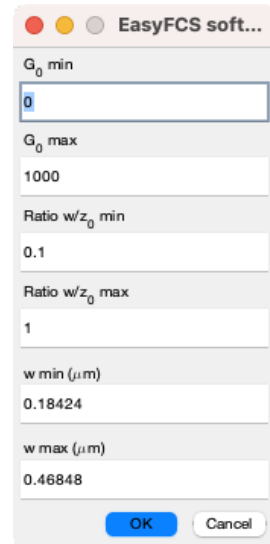 EasyFCS soft...
G₀ min
0
G₀ max
1000
Ratio w/z₀ min
0.1
Ratio w/z₀ max
1
w min (μm)
0.18424
w max (μm)
0.46848
OK Cancel